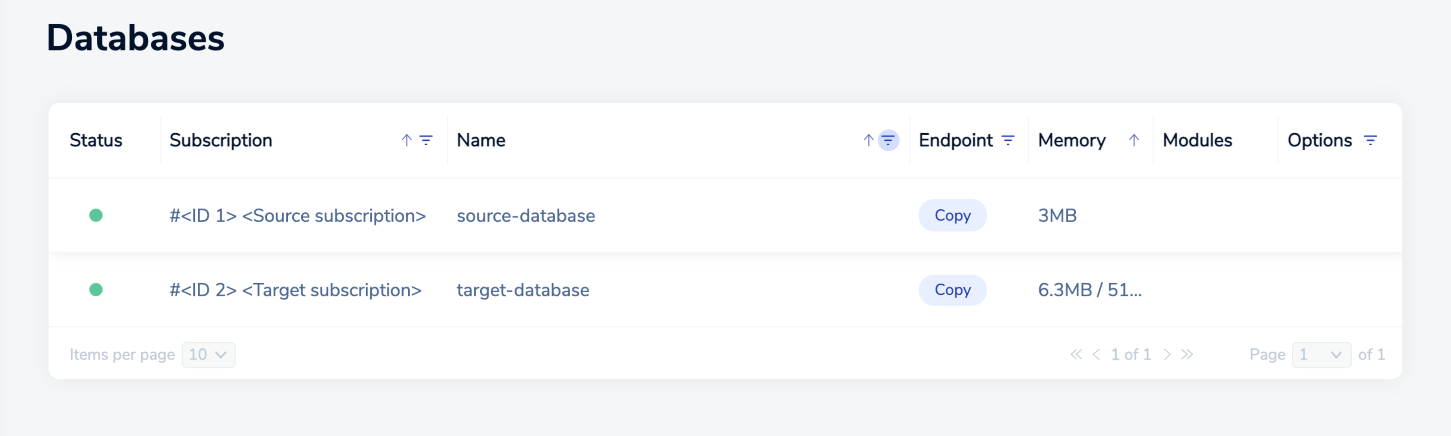 Databases
Status Subscription Name Endpoint Memory Modules Options
#<ID 1> <Source subscription> source-database Copy 3MB
#<ID 2> <Target subscription> target-database Copy 6.3MB / 51...
Items per page 10 1 of 1 Page 1 of 1